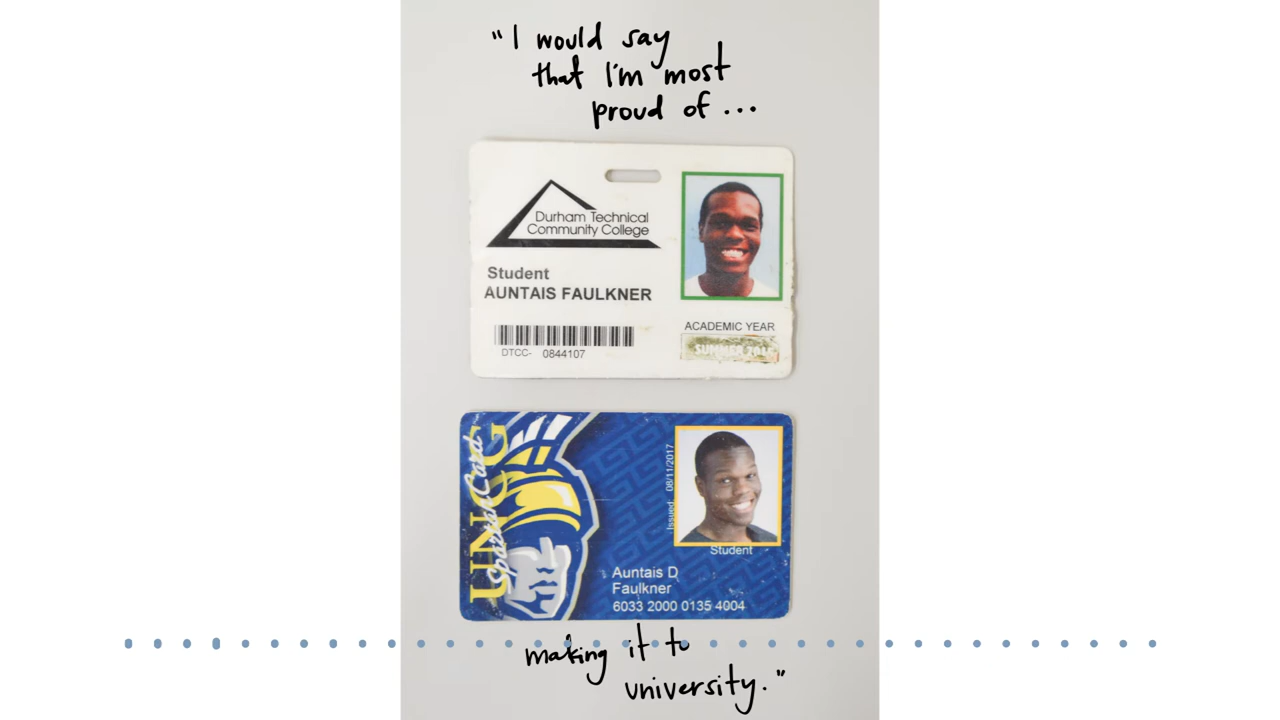 "I would say
that I'm most
proud of ...
Durham Technical
Community College
Student
AUNTAIS FAULKNER
DTCC- 0844107
ACADEMIC YEAR
SUMMER
UNCG
Spartan Card
Issued 08/11/2017
Student
Auntais D
Faulkner
6033 2000 0135 4004
making it to
university."